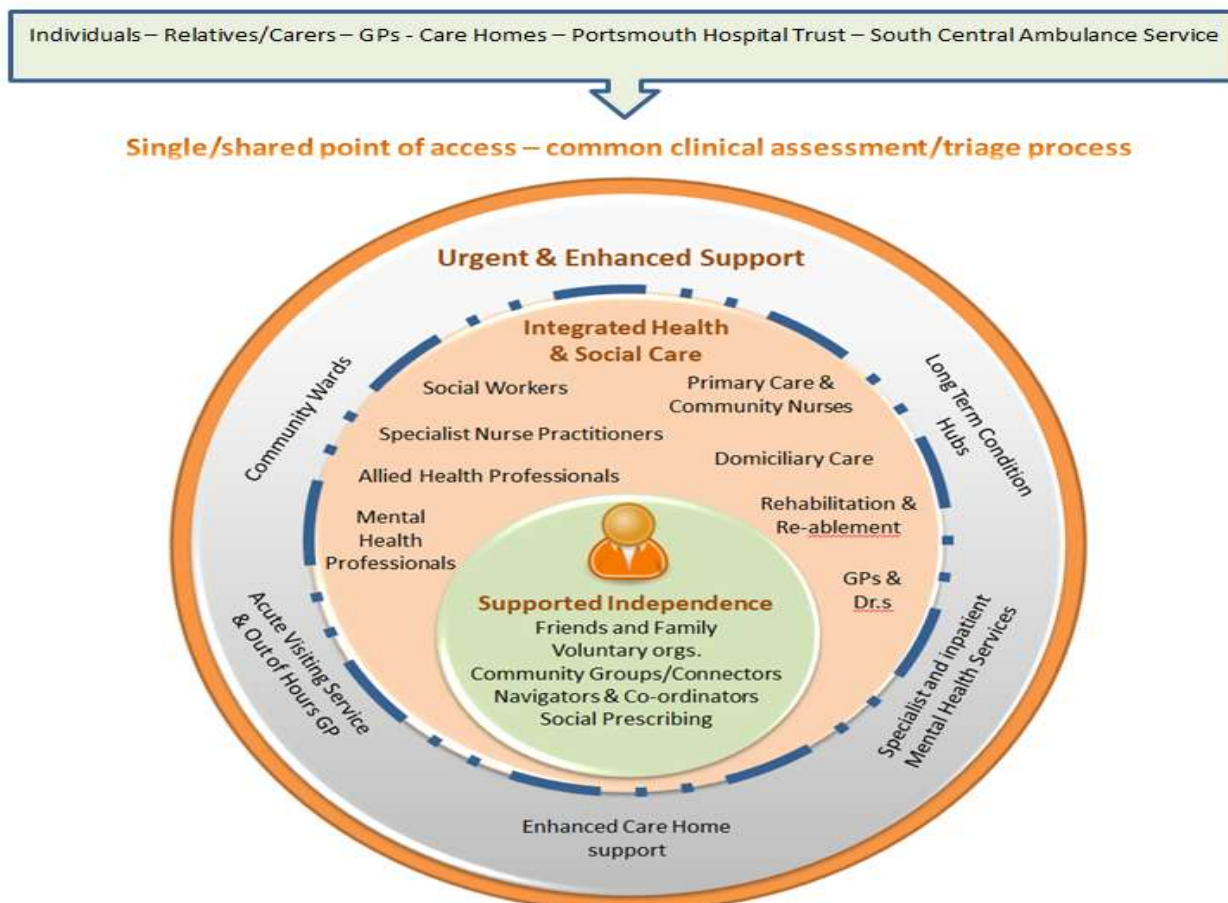 Individuals – Relatives/Carers – GPs - Care Homes – Portsmouth Hospital Trust – South Central Ambulance Service
Single/shared point of access – common clinical assessment/triage process
Urgent & Enhanced Support
Integrated Health
& Social Care
Social Workers
Primary Care &
Community Nurses
Specialist Nurse Practitioners
Domiciliary Care
Allied Health Professionals
Rehabilitation &
Re-ablement
Mental
Health
Professionals
GPs &
Dr.s
Supported Independence
Friends and Family
Voluntary orgs.
Community Groups/Connectors
Navigators & Co-ordinators
Social Prescribing
Community Wards
Long Term Condition
Hubs
Acute Visiting Service
& Out of Hours GP
Specialist and inpatient
Mental Health Services
Enhanced Care Home
support